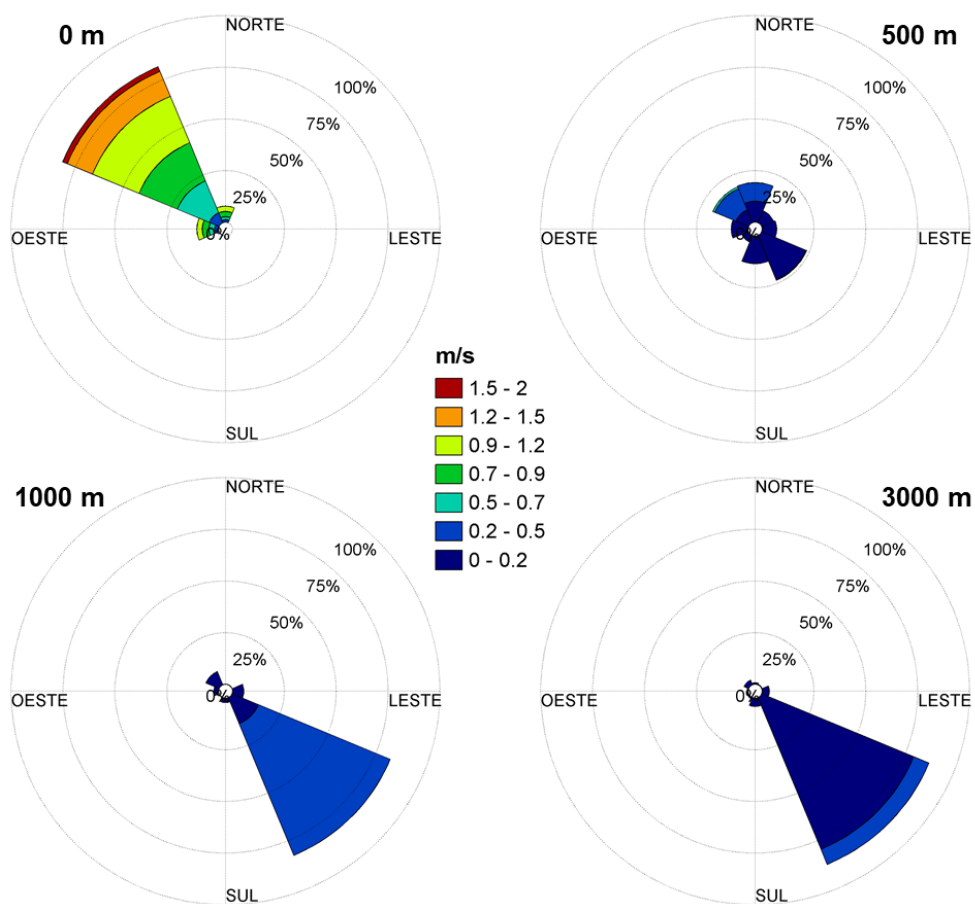 0 m
NORTE
100%
75%
50%
25%
0%
OESTE
LESTE
SUL
500 m
NORTE
100%
75%
50%
25%
0%
OESTE
LESTE
SUL
m/s
1.5 - 2
1.2 - 1.5
0.9 - 1.2
0.7 - 0.9
0.5 - 0.7
0.2 - 0.5
0 - 0.2
1000 m
NORTE
100%
75%
50%
25%
0%
OESTE
LESTE
SUL
3000 m
NORTE
100%
75%
50%
25%
0%
OESTE
LESTE
SUL